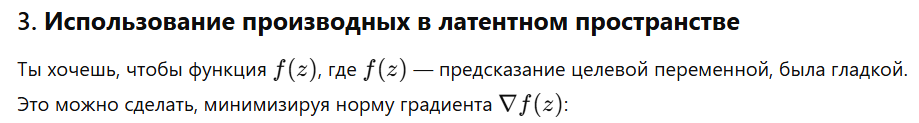 3. Использование производных в латентном пространстве
Ты хочешь, чтобы функция f(z), где f(z) — предсказание целевой переменной, была гладкой.
Это можно сделать, минимизируя норму градиента ∇f(z):